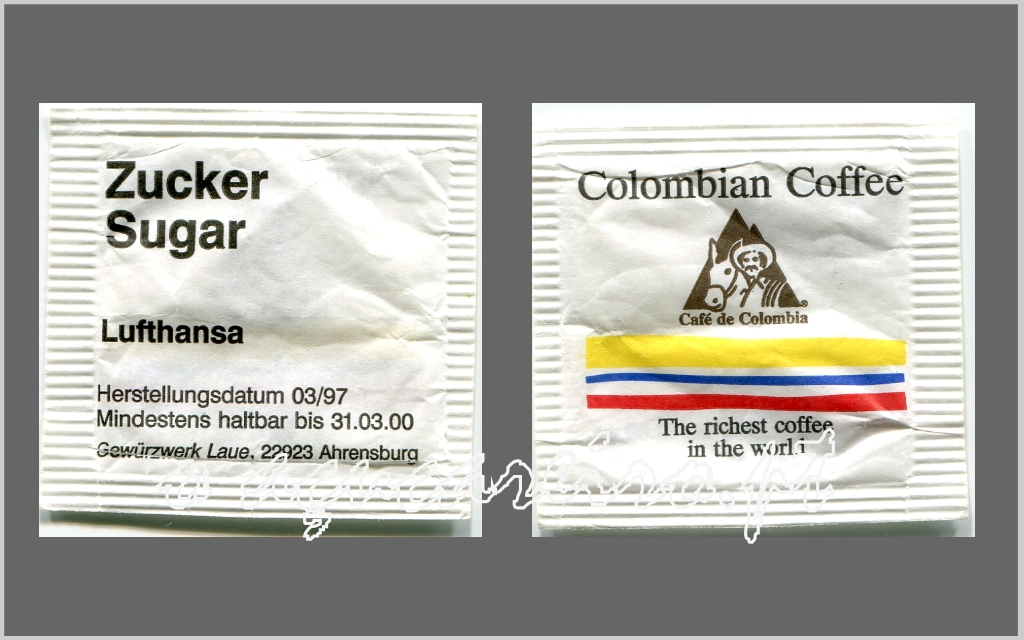 Zucker
Sugar
Lufthansa
Herstellungsdatum 03/97
Mindestens haltbar bis 31.03.00
Gewürzwerk Laue, 22923 Ahrensburg
Colombian Coffee
Café de Colombia
The richest coffee
in the world